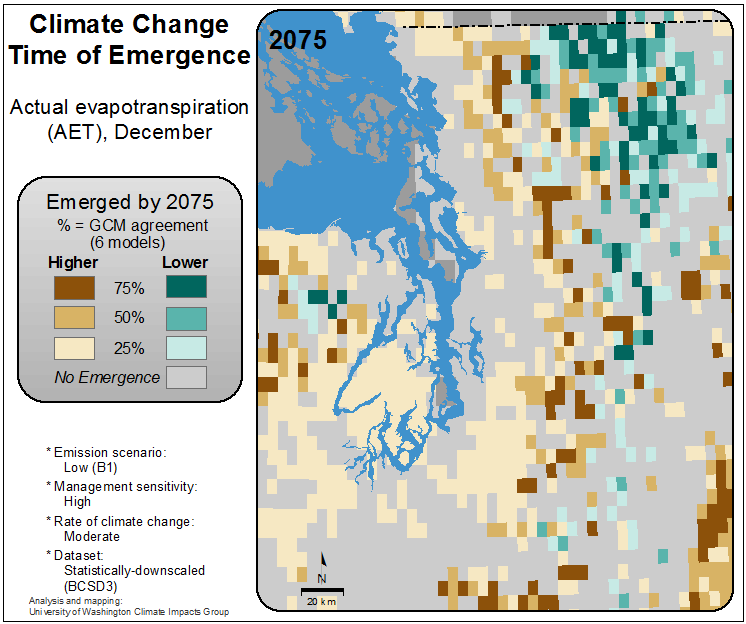 Climate Change
Time of Emergence
Actual evapotranspiration
(AET), December
Emerged by 2075
% = GCM agreement
(6 models)
Higher Lower
75%
50%
25%
No Emergence
* Emission scenario:
Low (B1)
* Management sensitivity:
High
* Rate of climate change:
Moderate
* Dataset:
Statistically-downscaled
(BCSD3)
Analysis and mapping:
University of Washington Climate Impacts Group
2075
N
20 km